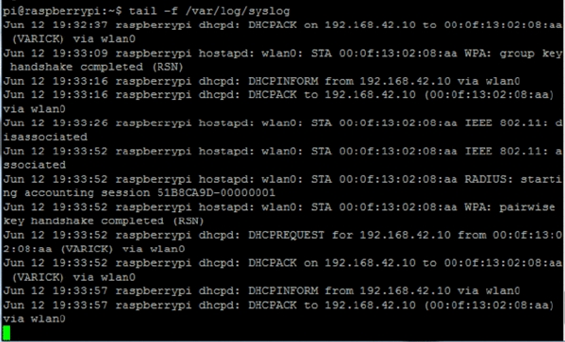 pi@raspberrypi:~$ tail -f /var/log/syslog
Jun 12 19:32:37 raspberrypi dhcpd: DHCPACK on 192.168.42.10 to 00:0f:13:02:08:aa
 (VARICK) via wlan0
Jun 12 19:33:09 raspberrypi hostapd: wlan0: STA 00:0f:13:02:08:aa WPA: group key
 handshake completed (RSN)
Jun 12 19:33:16 raspberrypi dhcpd: DHCPINFORM from 192.168.42.10 via wlan0
Jun 12 19:33:16 raspberrypi dhcpd: DHCPACK to 192.168.42.10 (00:0f:13:02:08:aa)
via wlan0
Jun 12 19:33:26 raspberrypi hostapd: wlan0: STA 00:0f:13:02:08:aa IEEE 802.11: d
isassociated
Jun 12 19:33:52 raspberrypi hostapd: wlan0: STA 00:0f:13:02:08:aa IEEE 802.11: a
ssociated
Jun 12 19:33:52 raspberrypi hostapd: wlan0: STA 00:0f:13:02:08:aa RADIUS: starti
ng accounting session 51B8CA9D-00000001
Jun 12 19:33:52 raspberrypi hostapd: wlan0: STA 00:0f:13:02:08:aa WPA: pairwise
key handshake completed (RSN)
Jun 12 19:33:52 raspberrypi dhcpd: DHCPREQUEST for 192.168.42.10 from 00:0f:13:0
2:08:aa (VARICK) via wlan0
Jun 12 19:33:52 raspberrypi dhcpd: DHCPACK on 192.168.42.10 to 00:0f:13:02:08:aa
 (VARICK) via wlan0
Jun 12 19:33:57 raspberrypi dhcpd: DHCPINFORM from 192.168.42.10 via wlan0
Jun 12 19:33:57 raspberrypi dhcpd: DHCPACK to 192.168.42.10 (00:0f:13:02:08:aa)
via wlan0